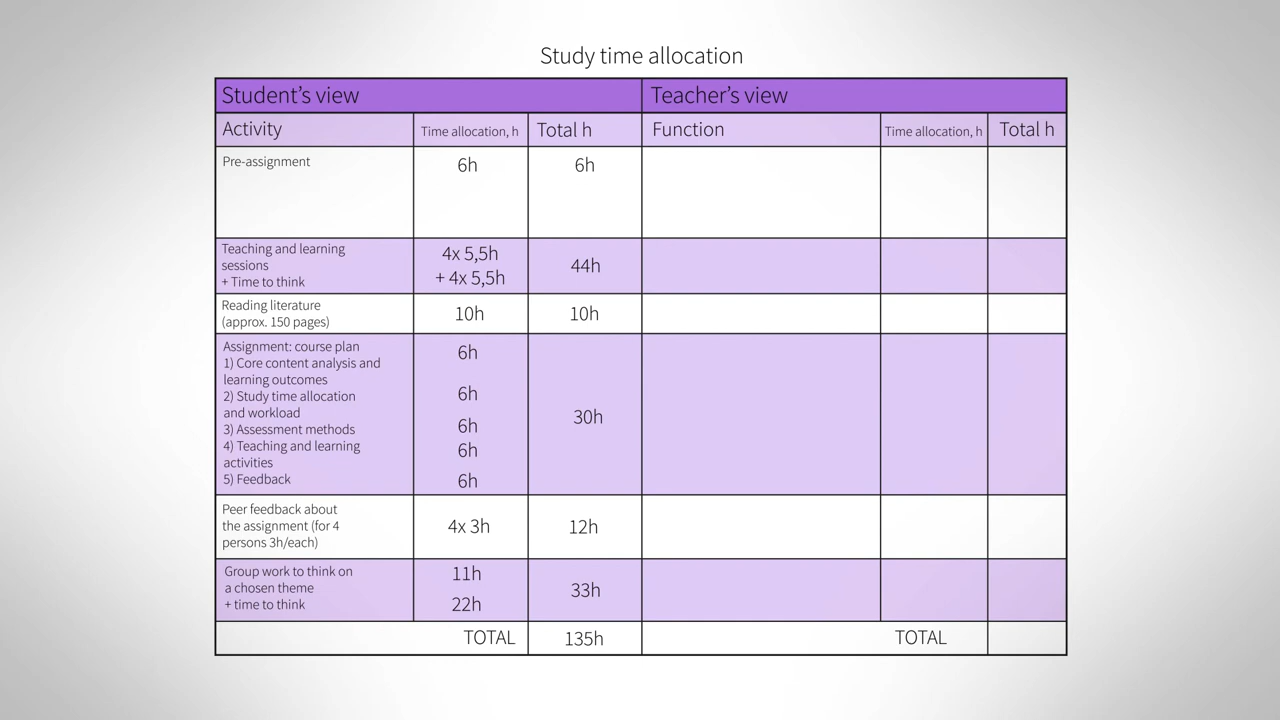 Study time allocation
Student's view
Teacher's view
Activity
Time allocation, h
Total h
Function
Time allocation, h
Total h
Pre-assignment
6h
6h
Teaching and learning
sessions
+ Time to think
4x 5,5h
+ 4x 5,5h
44h
Reading literature
(approx. 150 pages)
10h
10h
Assignment: course plan
1) Core content analysis and
learning outcomes
2) Study time allocation
and workload
3) Assessment methods
4) Teaching and learning
activities
5) Feedback
6h
6h
6h
6h
6h
30h
Peer feedback about
the assignment (for 4
persons 3h/each)
4x 3h
12h
Group work to think on
a chosen theme
+ time to think
11h
22h
33h
TOTAL
135h
TOTAL